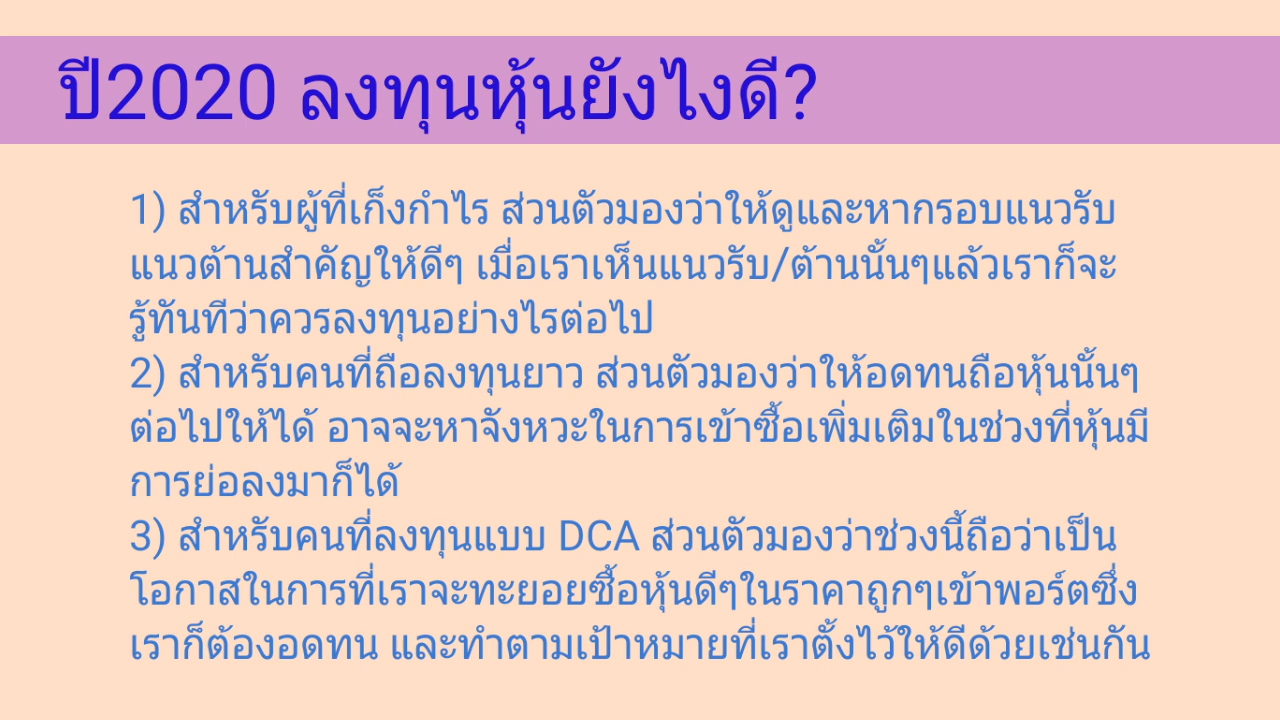 ปี2020 ลงทุนหุ้นยังไงดี?
1) สำหรับผู้ที่เก็งกำไร ส่วนตัวมองว่าให้ดูและหากรอบแนวรับ
แนวต้านสำคัญให้ดีๆ เมื่อเราเห็นแนวรับ/ต้านนั้นๆแล้วเราก็จะ
รู้ทันทีว่าควรลงทุนอย่างไรต่อไป
2) สำหรับคนที่ถือลงทุนยาว ส่วนตัวมองว่าให้อดทนถือหุ้นนั้นๆ
ต่อไปให้ได้ อาจจะหาจังหวะในการเข้าซื้อเพิ่มเติมในช่วงที่หุ้นมี
การย่อลงมาก็ได้
3) สำหรับคนที่ลงทุนแบบ DCA ส่วนตัวมองว่าช่วงนี้ถือว่าเป็น
โอกาสในการที่เราจะทะยอยซื้อหุ้นดีๆในราคาถูกๆเข้าพอร์ตซึ่ง
เราก็ต้องอดทน และทำตามเป้าหมายที่เราตั้งไว้ให้ดีด้วยเช่นกัน